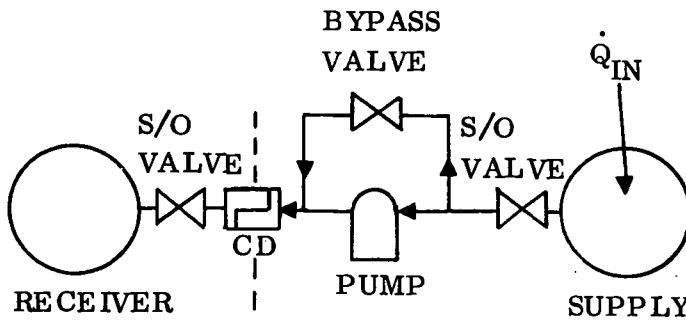 BYPASS
VALVE
Q̇IN
S/O
VALVE
S/O
VALVE
CD
PUMP
RECEIVER
SUPPLY